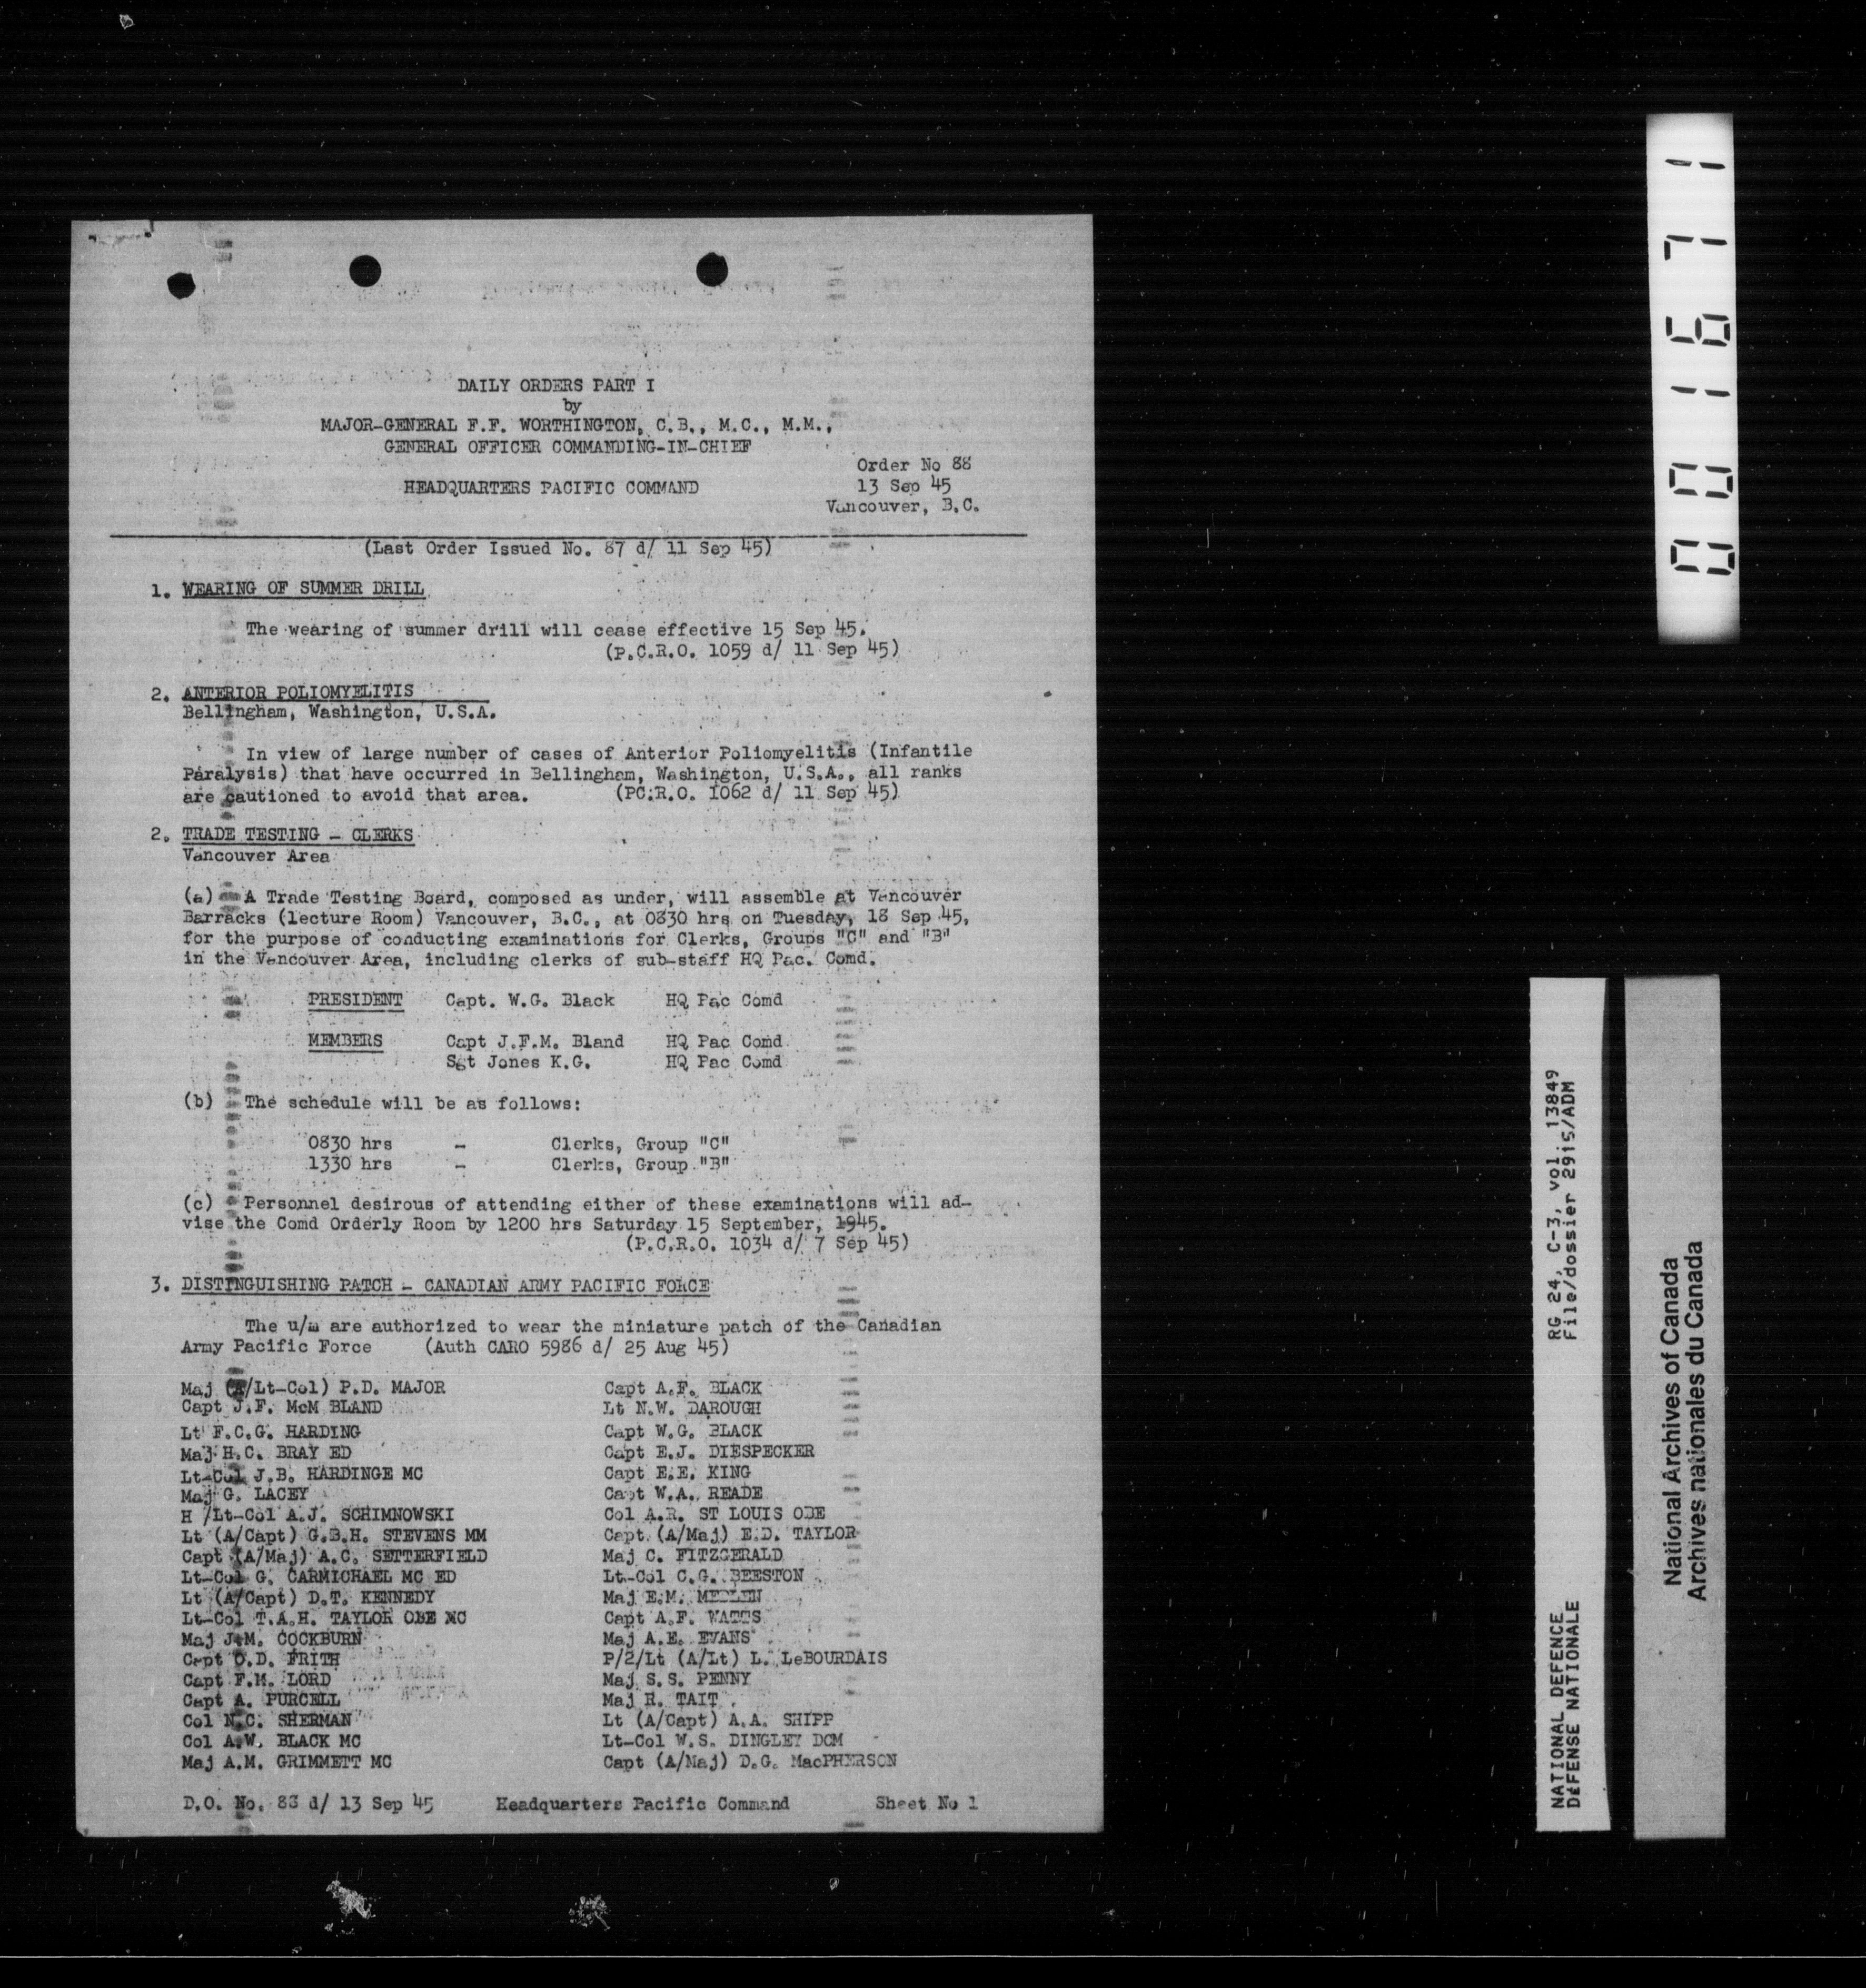 DAILY ORDERS PART I
by
MAJOR-GENERAL F.F. WORTHINGTON, C.B., M.C., M.M.,
GENERAL OFFICER COMMANDING-IN-CHIEF
Order No 88
HEADQUARTERS PACIFIC COMMAND 13 Sep 45
Vancouver, B.C.
(Last Order Issued No. 87 d/ 11 Sep 45)
1. WEARING OF SUMMER DRILL
The wearing of summer drill will cease effective 15 Sep 45.
(P.C.R.O. 1059 d/ 11 Sep 45)
2. ANTERIOR POLIOMYELITIS
Bellingham, Washington, U.S.A.
In view of large number of cases of Anterior Poliomyelitis (Infantile
Paralysis) that have occurred in Bellingham, Washington, U.S.A., all ranks
are cautioned to avoid that area. (PC.R.O. 1062 d/ 11 Sep 45)
2. TRADE TESTING - CLERKS
Vancouver Area
(a) A Trade Testing Board, composed as under, will assemble at Vancouver
Barracks (lecture Room) Vancouver, B.C., at 0830 hrs on Tuesday, 18 Sep 45,
for the purpose of conducting examinations for Clerks, Groups "C" and "B"
in the Vancouver Area, including clerks of sub-staff HQ Pac. Comd.
PRESIDENT Capt. W.G. Black HQ Pac Comd
MEMBERS Capt J.F.M. Bland HQ Pac Comd
Sgt Jones K.G. HQ Pac Comd
(b) The schedule will be as follows:
0830 hrs - Clerks, Group "C"
1330 hrs - Clerks, Group "B"
(c) Personnel desirous of attending either of these examinations will ad-
vise the Comd Orderly Room by 1200 hrs Saturday 15 September, 1945.
(P.C.R.O. 1034 d/ 7 Sep 45)
3. DISTINGUISHING PATCH - CANADIAN ARMY PACIFIC FORCE
The u/m are authorized to wear the miniature patch of the Canadian
Army Pacific Force (Auth CARO 5986 d/ 25 Aug 45)
Maj (A/Lt-Col) P.D. MAJOR Capt A.F. BLACK
Capt J.F. McM BLAND Lt N.W. DAROUGH
Lt F.C.G. HARDING Capt W.G. BLACK
Maj H.C. BRAY ED Capt E.J. DIESPECKER
Lt-Col J.B. HARDINGE MC Capt E.E. KING
Maj G. LACEY Capt W.A. READE
H /Lt-Col A.J. SCHIMNOWSKI Col A.R. ST LOUIS OBE
Lt (A/Capt) G.B.H. STEVENS MM Capt (A/Maj) E.D. TAYLOR
Capt (A/Maj) A.C. SETTERFIELD Maj C. FITZGERALD
Lt-Col G. CARMICHAEL MC ED Lt-Col C.G. BEESTON
Lt (A/Capt) D.T. KENNEDY Maj E.M. MEDLEN
Lt-Col T.A.H. TAYLOR OBE MC Capt A.F. WATTS
Maj J.M. COCKBURN Maj A.E. EVANS
Capt O.D. FRITH P/2/Lt (A/Lt) L. LeBOURDAIS
Capt F.M. LORD Maj S.S. PENNY
Capt A. PURCELL Maj R. TAIT
Col N.C. SHERMAN Lt (A/Capt) A.A. SHIPP
Col A.W. BLACK MC Lt-Col W.S. DINGLEY DCM
Maj A.M. GRIMMETT MC Capt (A/Maj) D.G. MacPHERSON
D.O. No. 88 d/ 13 Sep 45 Headquarters Pacific Command Sheet No 1
001671
NATIONAL DEFENCE RG 24, C-3, vol. 13849
DéFENSE NATIONALE File/dossier 29is/ADM
National Archives of Canada
Archives nationales du Canada